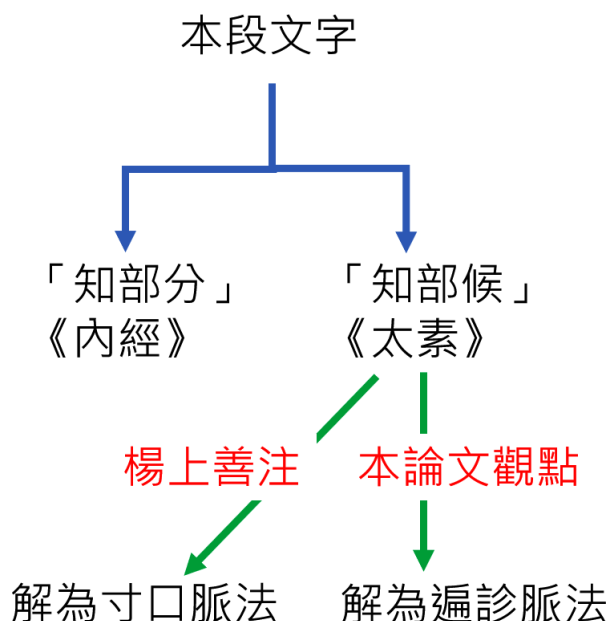 本段文字
「知部分」
《內經》
「知部候」
《太素》
楊上善注
本論文觀點
解為寸口脈法
解為遍診脈法